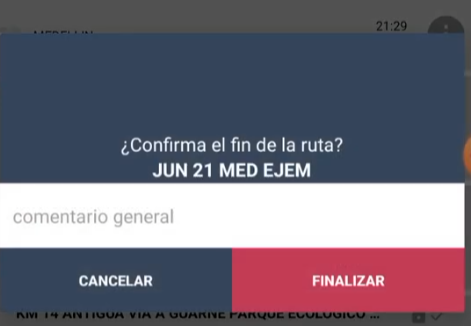 21:29
¿Confirma el fin de la ruta?
JUN 21 MED EJEM
comentario general
CANCELAR
FINALIZAR
KM 14 ANTIGUA VIA A GUARNE PARQUE ECOLOGICO ...